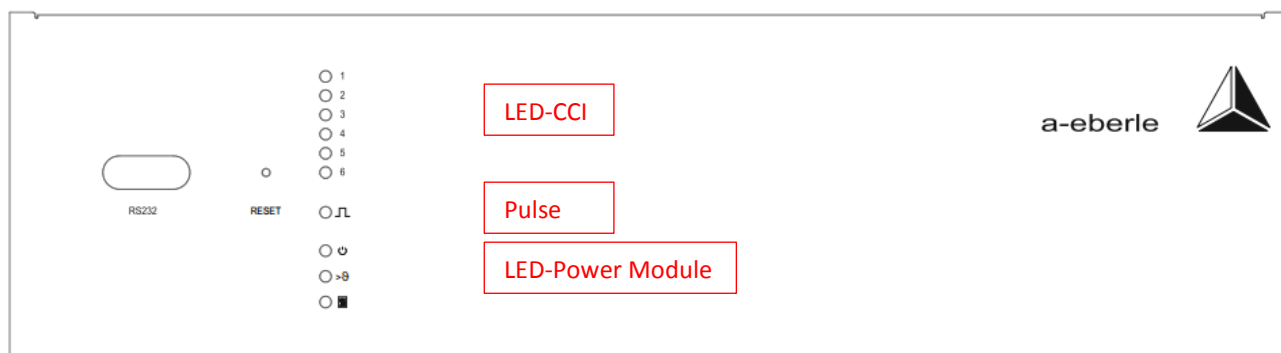 1
2
3
4
5
6
LED-CCI
a-eberle
RS232
RESET
Pulse
>ϑ
LED-Power Module